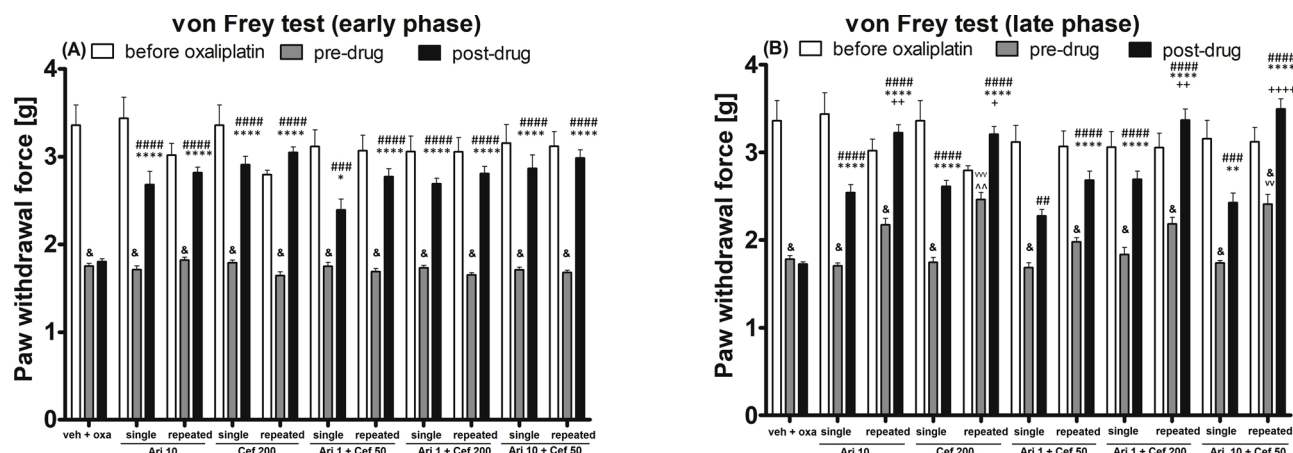 von Frey test (early phase)
(A) before oxaliplatin pre-drug post-drug
Paw withdrawal force [g]
4
3
2
1
0
& & & & & & & & & & &
#### #### #### #### ### #### #### #### #### ####
**** **** **** **** * **** **** **** **** ****
veh + oxa single repeated single repeated single repeated single repeated single repeated
Ari 10 Cef 200 Ari 1 + Cef 50 Ari 1 + Cef 200 Ari 10 + Cef 50
von Frey test (late phase)
(B) before oxaliplatin pre-drug post-drug
Paw withdrawal force [g]
4
3
2
1
0
& & & & & & & & & &
#### #### #### #### ## #### #### #### ### ####
**** **** **** **** **** **** **** ** ****
++ + ++ ++++
^^
veh + oxa single repeated single repeated single repeated single repeated single repeated
Ari 10 Cef 200 Ari 1 + Cef 50 Ari 1 + Cef 200 Ari 10 + Cef 50